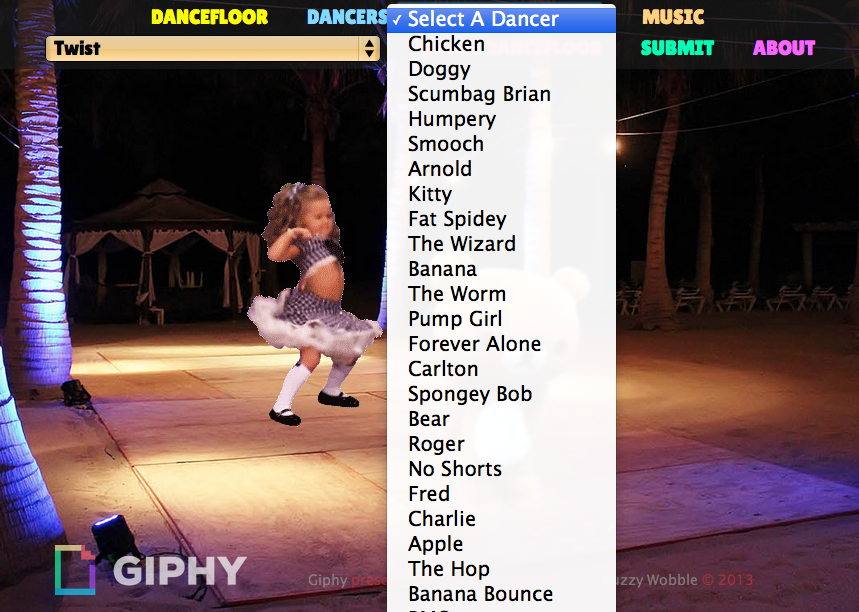 DANCEFLOOR
DANCERS
MUSIC
Twist
SUBMIT
ABOUT
✓ Select A Dancer
Chicken
Doggy
Scumbag Brian
Humpery
Smooch
Arnold
Kitty
Fat Spidey
The Wizard
Banana
The Worm
Pump Girl
Forever Alone
Carlton
Spongey Bob
Bear
Roger
No Shorts
Fred
Charlie
Apple
The Hop
Banana Bounce
GIPHY
Giphy
Wobble © 2013